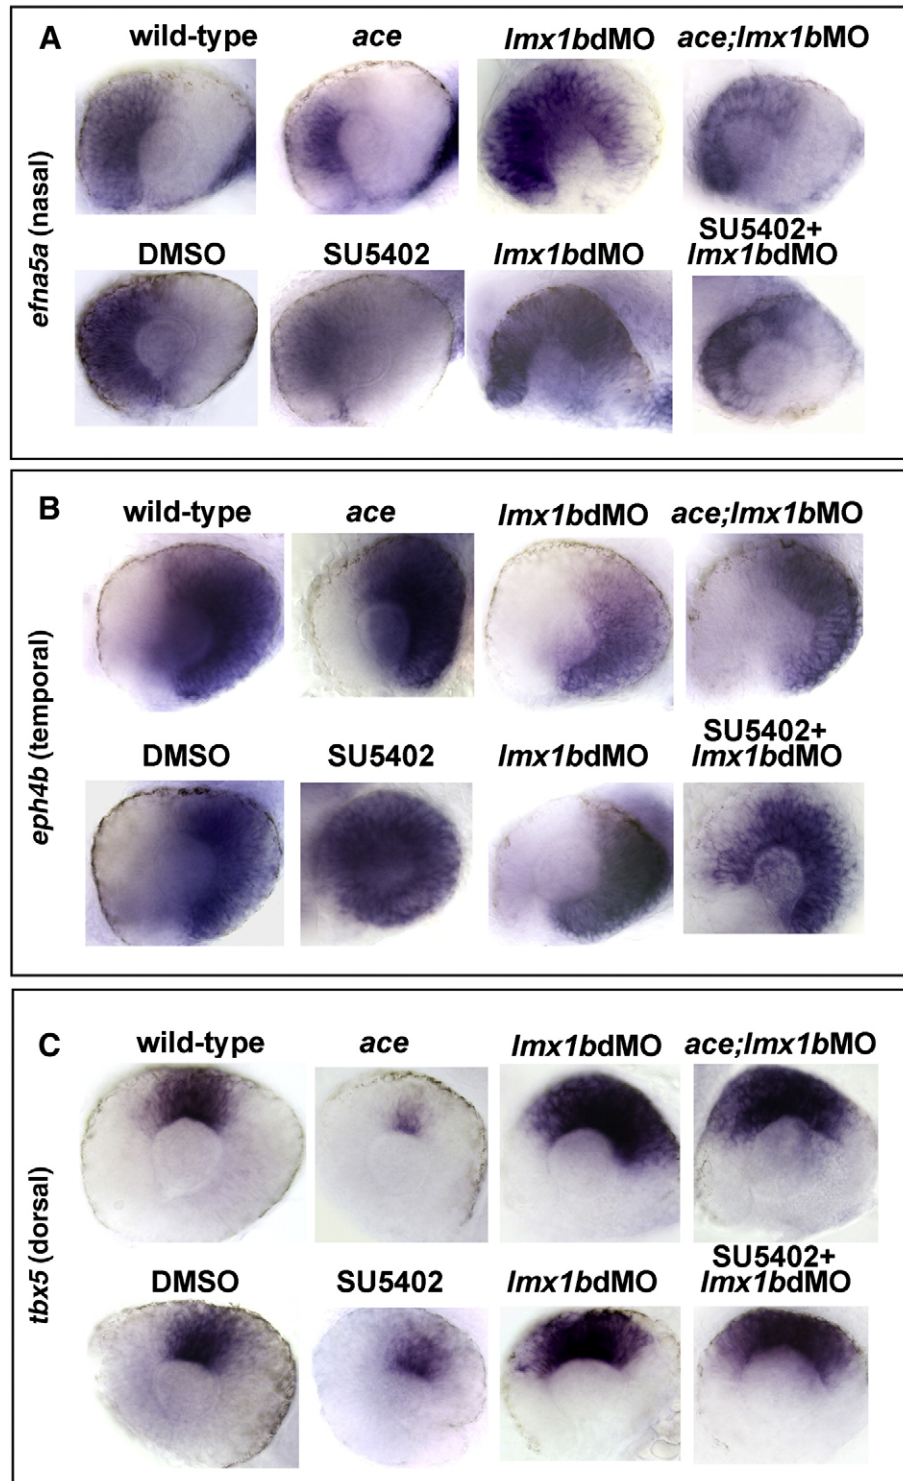 A
wild-type
ace
lmx1bdMO
ace;lmx1bMO
efna5a (nasal)
DMSO
SU5402
lmx1bdMO
SU5402+
lmx1bdMO
B
wild-type
ace
lmx1bdMO
ace;lmx1bMO
eph4b (temporal)
DMSO
SU5402
lmx1bdMO
SU5402+
lmx1bdMO
C
wild-type
ace
lmx1bdMO
ace;lmx1bMO
tbx5 (dorsal)
DMSO
SU5402
lmx1bdMO
SU5402+
lmx1bdMO